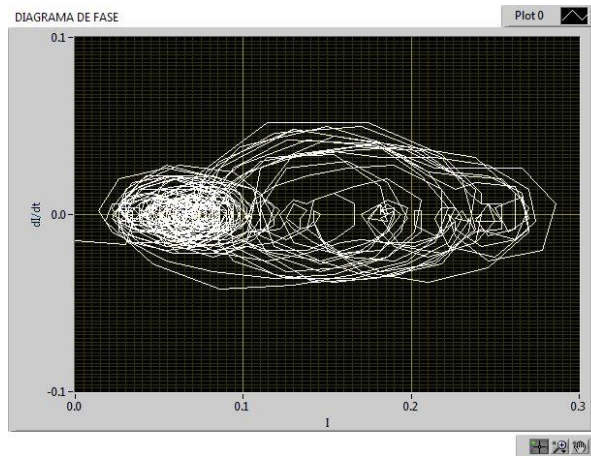 DIAGRAMA DE FASE
Plot 0
0.1
0.0
-0.1
dI/dt
0.0 0.1 0.2 0.3
I